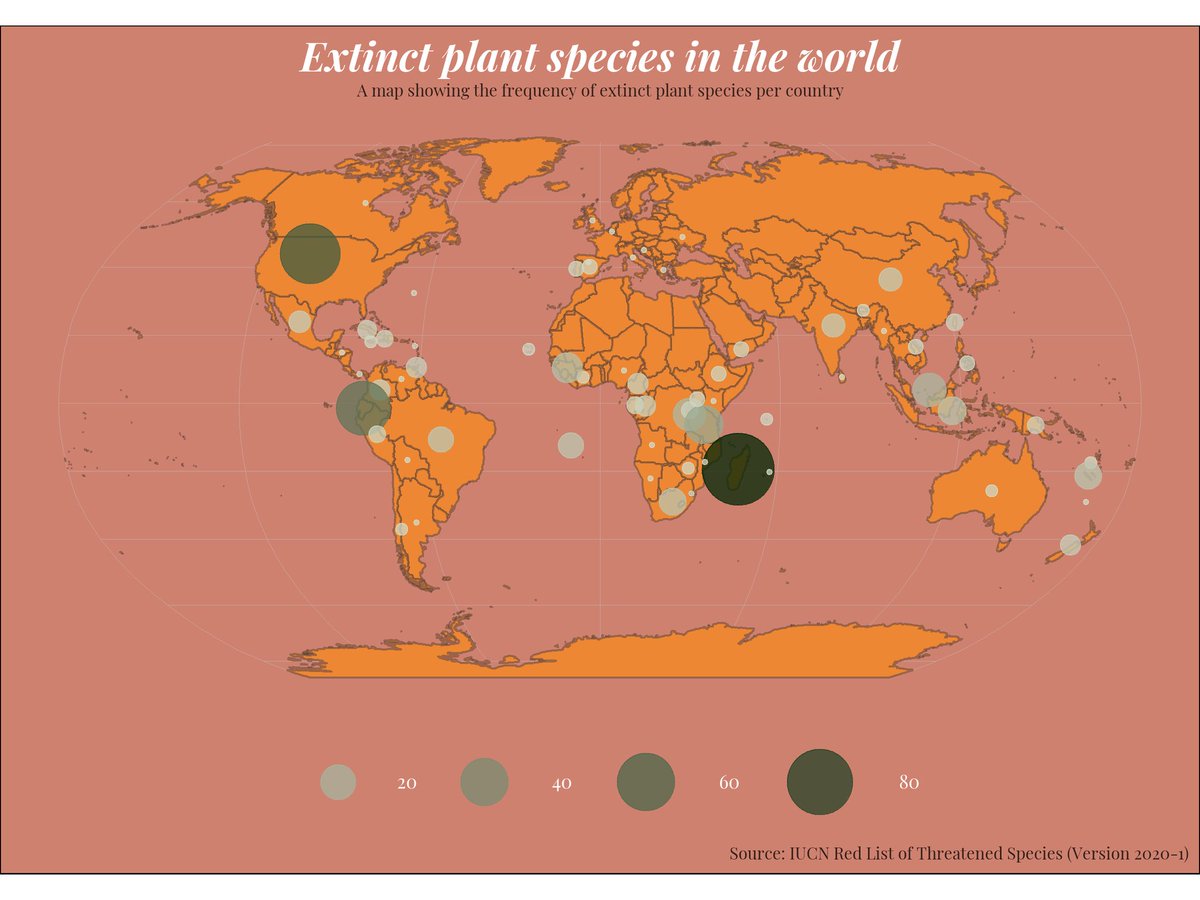 Extinct plant species in the world
A map showing the frequency of extinct plant species per country
20 40 60 80
Source: IUCN Red List of Threatened Species (Version 2020-1)